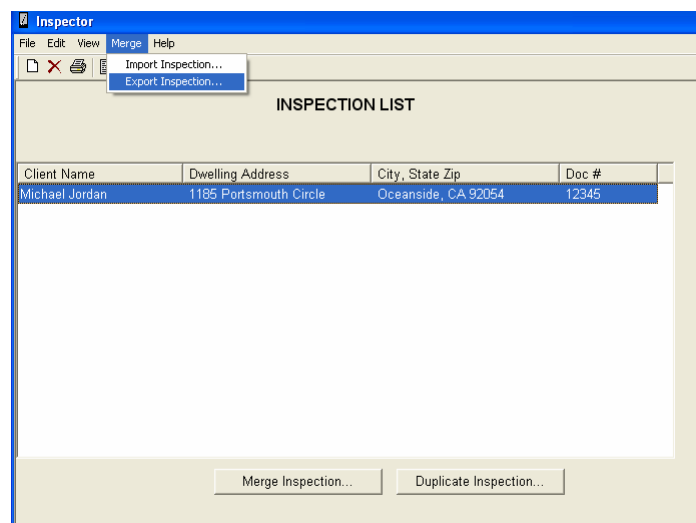 Inspector
File Edit View Merge Help
Import Inspection...
Export Inspection...
INSPECTION LIST
Client Name Dwelling Address City, State Zip Doc #
Michael Jordan 1185 Portsmouth Circle Oceanside, CA 92054 12345
Merge Inspection... Duplicate Inspection...